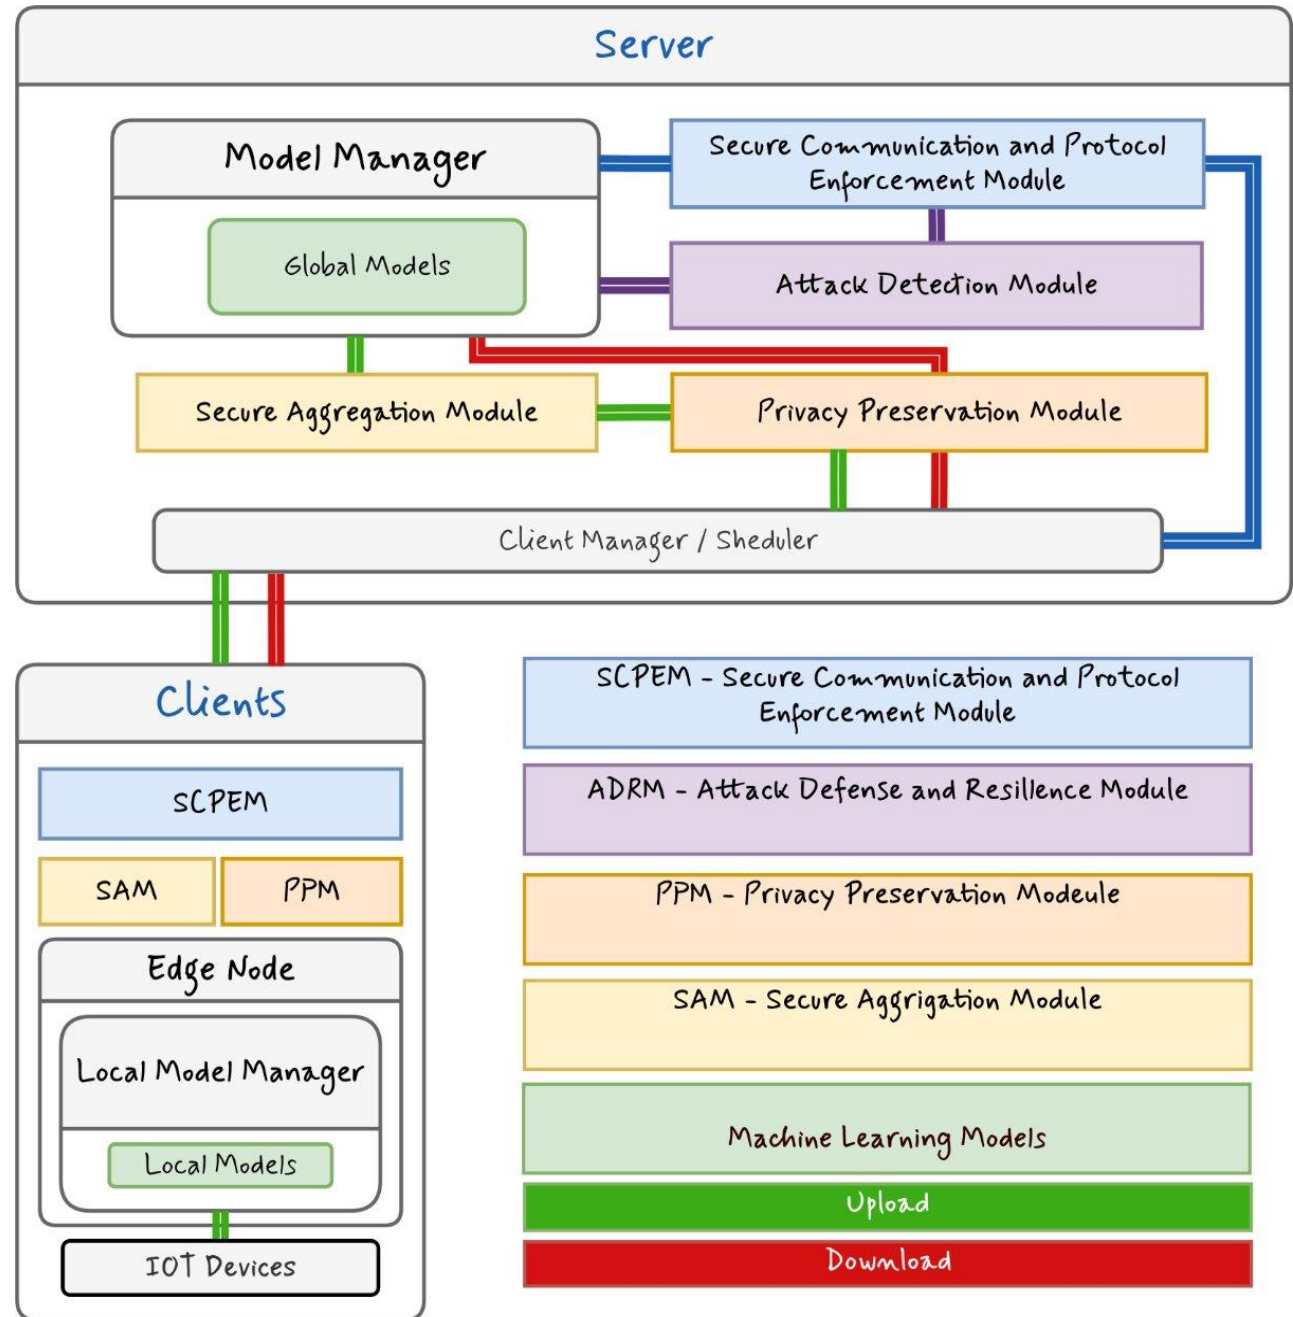 Server
Model Manager
Secure Communication and Protocol
Enforcement Module
Global Models
Attack Detection Module
Secure Aggregation Module
Privacy Preservation Module
Client Manager / Sheduler
Clients
SCPEM
SAM
PPM
Edge Node
Local Model Manager
Local Models
IOT Devices
SCPEM - Secure Communication and Protocol
Enforcement Module
ADRM - Attack Defense and Resillence Module
PPM - Privacy Preservation Modeule
SAM - Secure Aggrigation Module
Machine Learning Models
Upload
Download